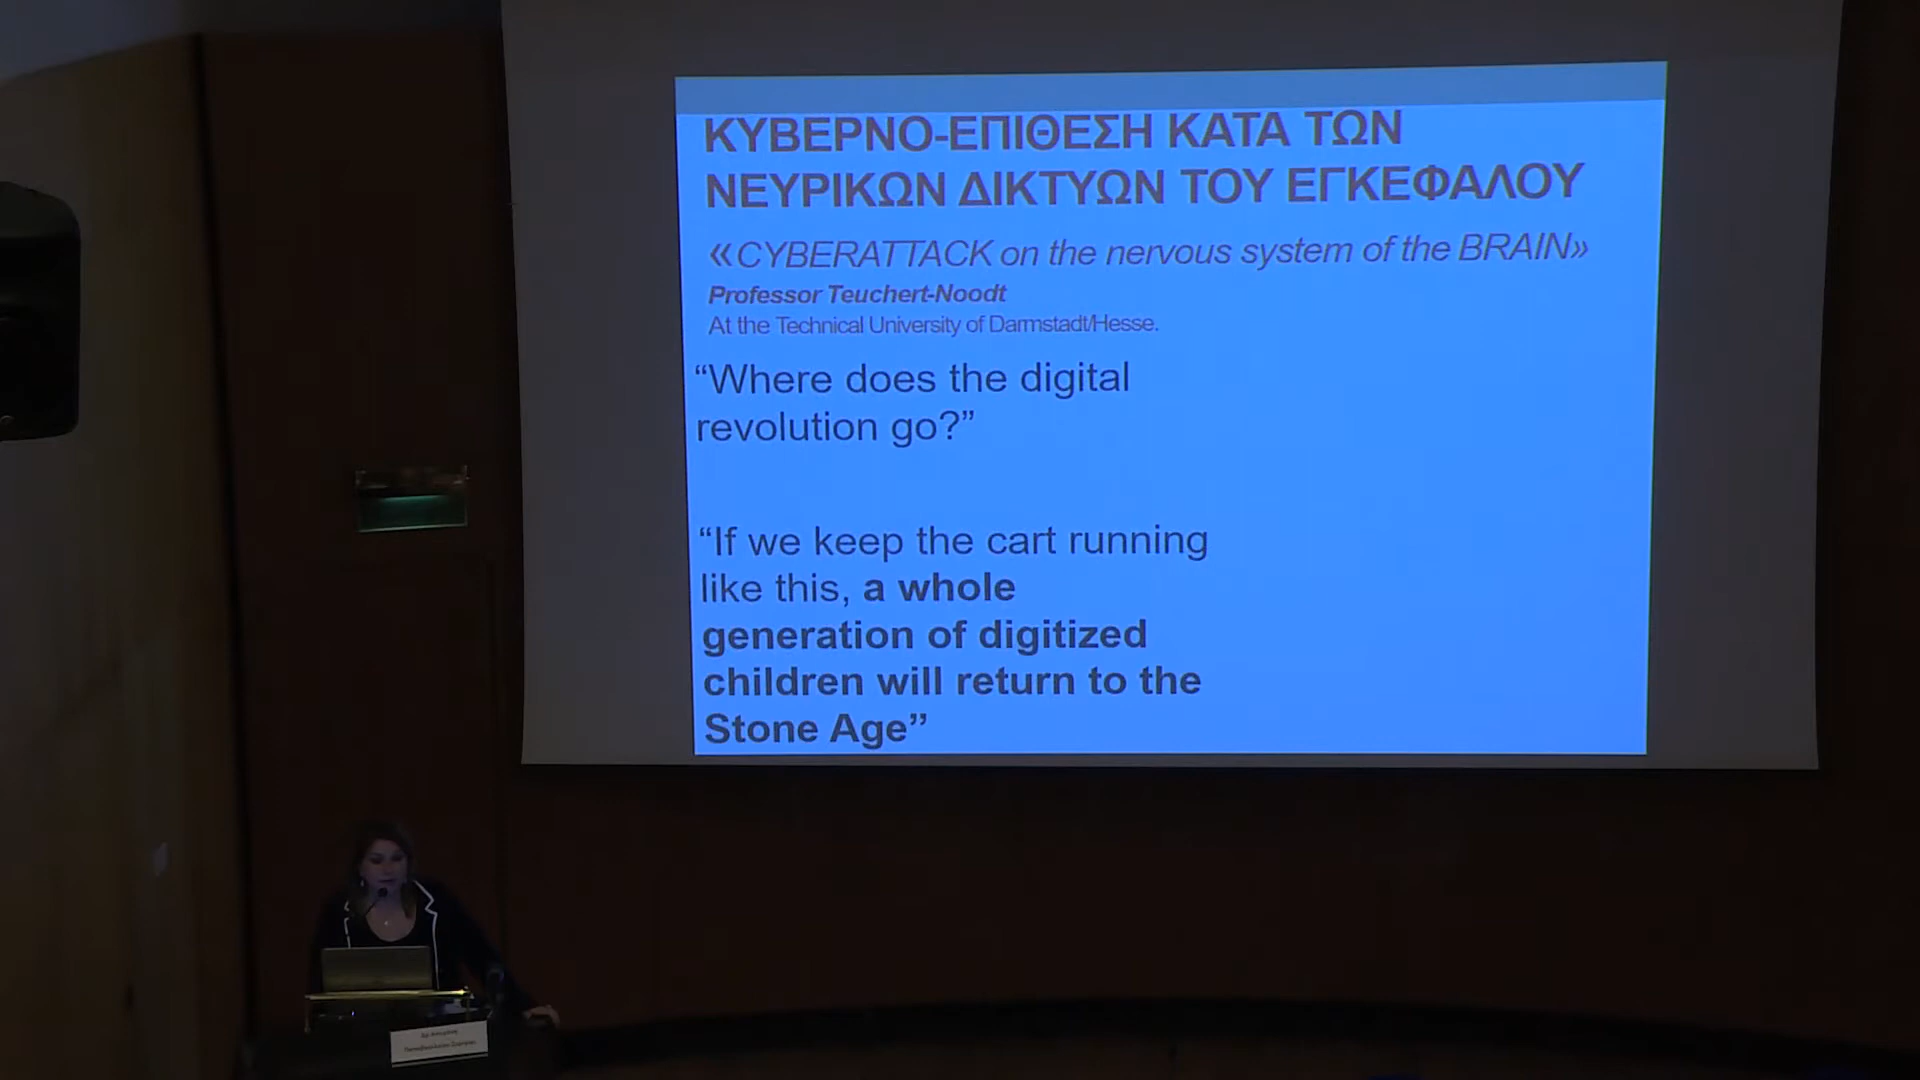 ΚΥΒΕΡΝΟ-ΕΠΙΘΕΣΗ ΚΑΤΑ ΤΩΝ
ΝΕΥΡΙΚΩΝ ΔΙΚΤΥΩΝ ΤΟΥ ΕΓΚΕΦΑΛΟΥ
«CYBERATTACK on the nervous system of the BRAIN»
Professor Teuchert-Noodt
At the Technical University of Darmstadt/Hesse.
“Where does the digital
revolution go?”
“If we keep the cart running
like this, a whole
generation of digitized
children will return to the
Stone Age”